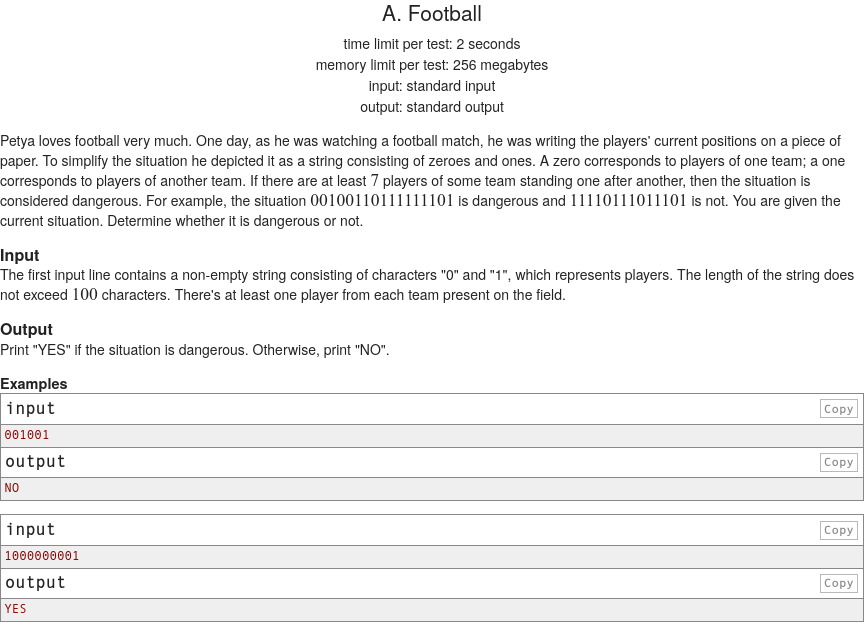 A. Football
time limit per test: 2 seconds
memory limit per test: 256 megabytes
input: standard input
output: standard output
Petya loves football very much. One day, as he was watching a football match, he was writing the players' current positions on a piece of
paper. To simplify the situation he depicted it as a string consisting of zeroes and ones. A zero corresponds to players of one team; a one
corresponds to players of another team. If there are at least 7 players of some team standing one after another, then the situation is
considered dangerous. For example, the situation 00100110111111101 is dangerous and 11110111011101 is not. You are given the
current situation. Determine whether it is dangerous or not.
Input
The first input line contains a non-empty string consisting of characters "0" and "1", which represents players. The length of the string does
not exceed 100 characters. There's at least one player from each team present on the field.
Output
Print "YES" if the situation is dangerous. Otherwise, print "NO".
Examples
input Copy
001001
output Copy
NO
input Copy
1000000001
output Copy
YES